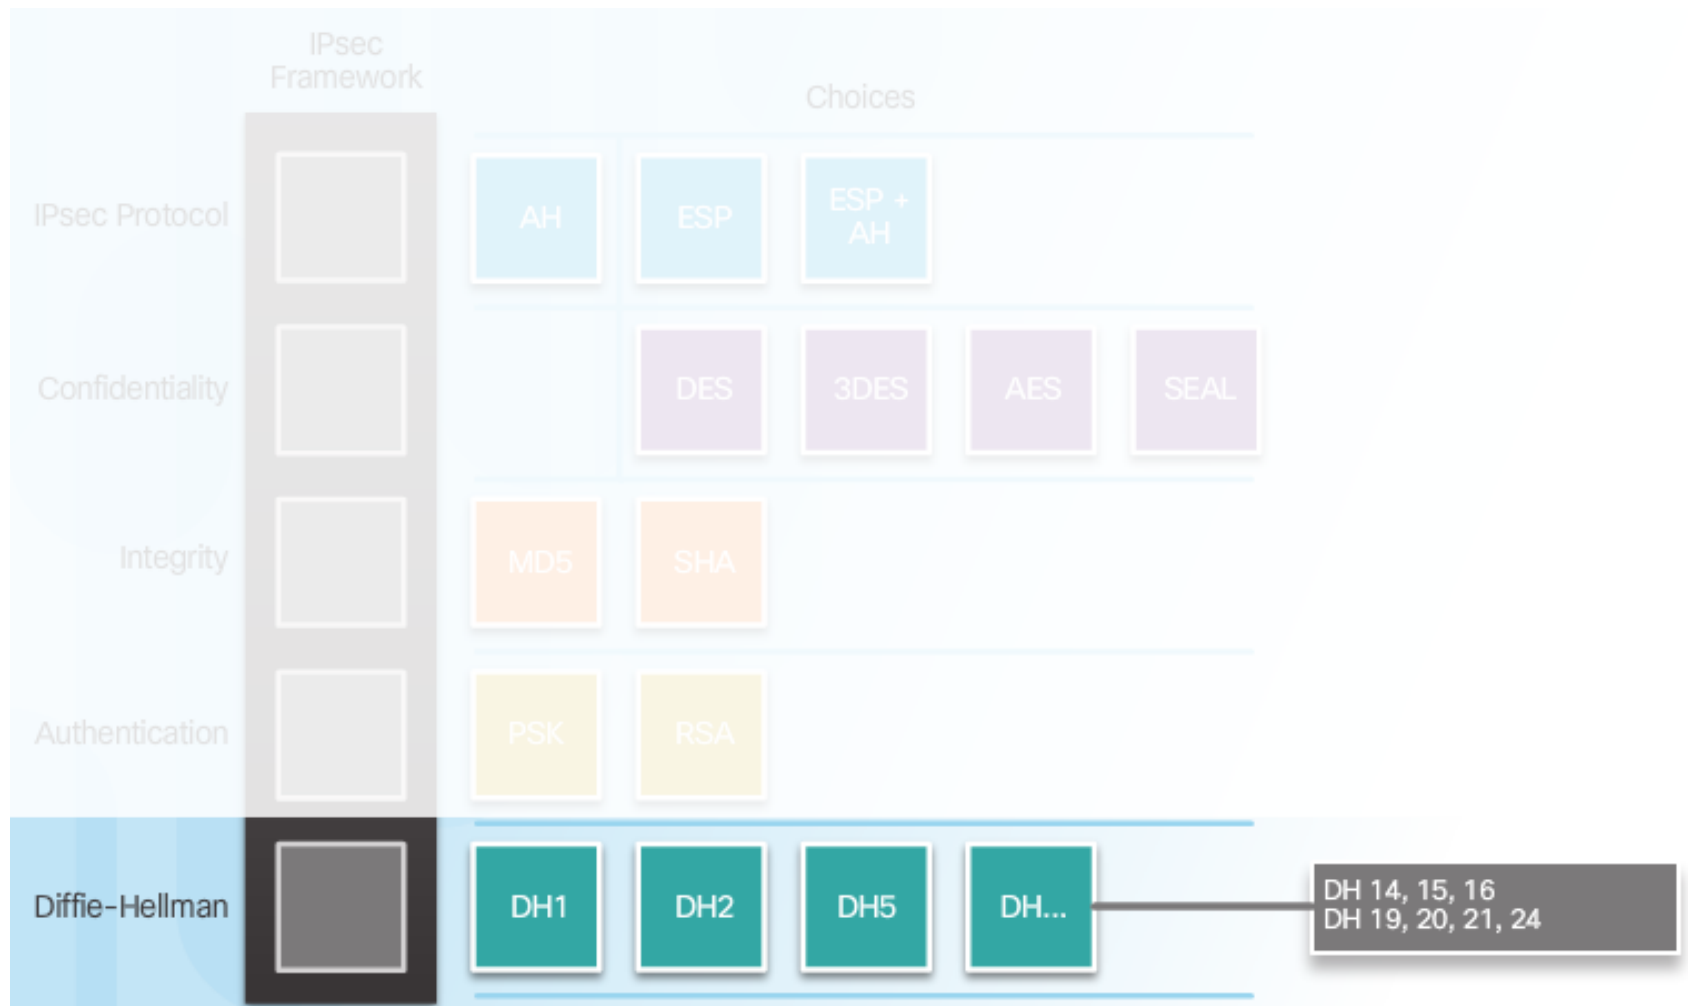 IPsec
Framework
Choices
IPsec Protocol
AH
ESP
ESP +
AH
Confidentiality
DES
3DES
AES
SEAL
Integrity
MD5
SHA
Authentication
PSK
RSA
Diffie-Hellman
DH1
DH2
DH5
DH...
DH 14, 15, 16
DH 19, 20, 21, 24